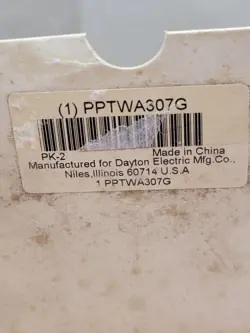 (1) PPTWA307G
PK-2 Made in China
Manufactured for Dayton Electric Mfg.Co.,
Niles,Illinois 60714 U.S.A
1 PPTWA307G